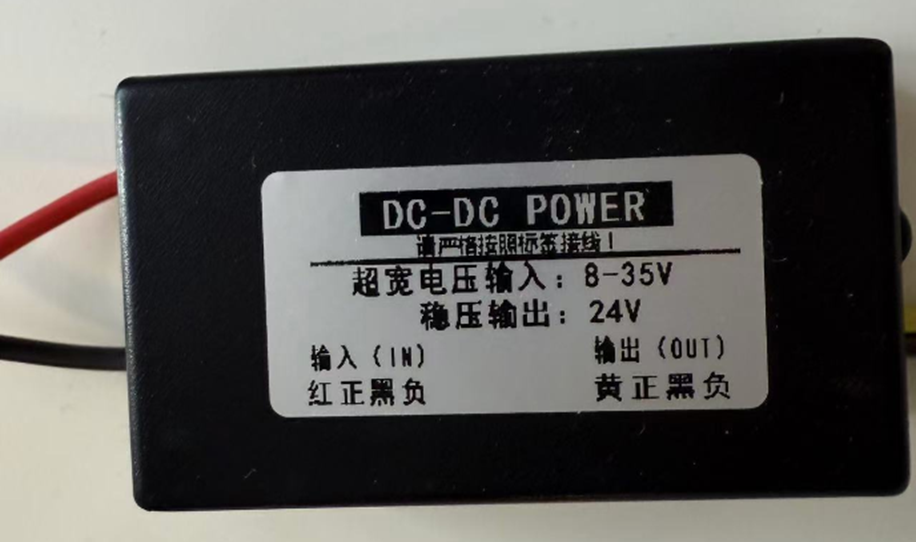 DC-DC POWER
请严格按照标签接线！
超宽电压输入：8-35V
稳压输出：24V
输入（IN）
红正黑负
输出（OUT）
黄正黑负